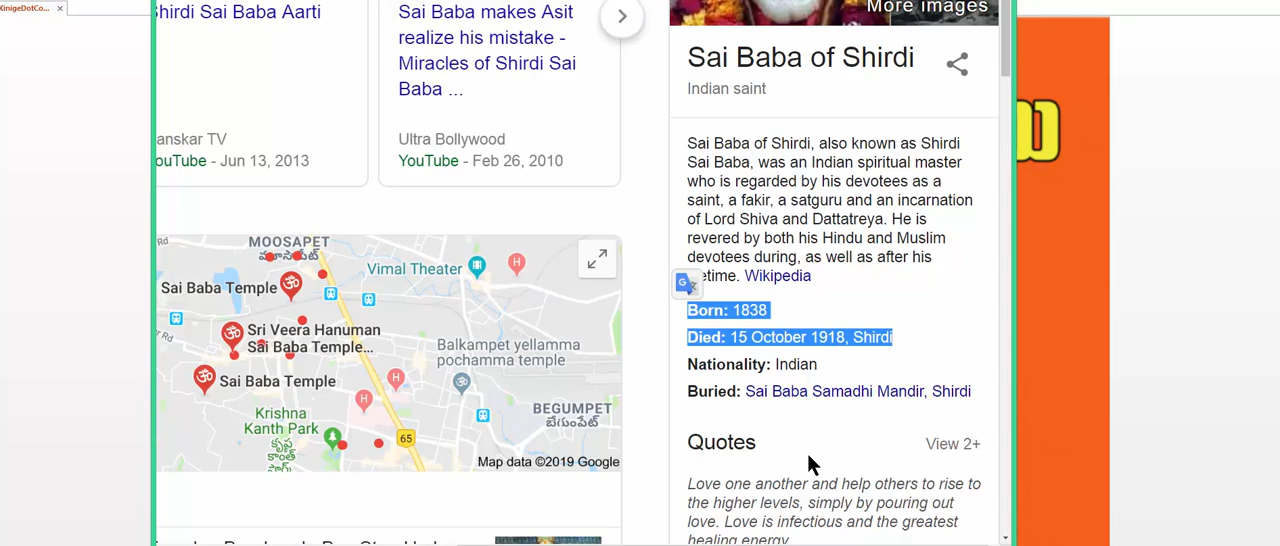 XinigeDotCo...
Shirdi Sai Baba Aarti
anskar TV
ouTube - Jun 13, 2013
Sai Baba makes Asit
realize his mistake -
Miracles of Shirdi Sai
Baba ...
Ultra Bollywood
YouTube - Feb 26, 2010
MOOSAPET
మూసాపేట్
Vimal Theater
Sai Baba Temple
Sri Veera Hanuman
Sai Baba Temple...
Sai Baba Temple
Balkampet yellamma
pochamma temple
Krishna
Kanth Park
కృష్ణ
కాంత్
BEGUMPET
బేగంపేట్
65
Map data ©2019 Google
More images
Sai Baba of Shirdi
Indian saint
Sai Baba of Shirdi, also known as Shirdi
Sai Baba, was an Indian spiritual master
who is regarded by his devotees as a
saint, a fakir, a satguru and an incarnation
of Lord Shiva and Dattatreya. He is
revered by both his Hindu and Muslim
devotees during, as well as after his
etime. Wikipedia
Born: 1838
Died: 15 October 1918, Shirdi
Nationality: Indian
Buried: Sai Baba Samadhi Mandir, Shirdi
Quotes
View 2+
Love one another and help others to rise to
the higher levels, simply by pouring out
love. Love is infectious and the greatest
healing energy.